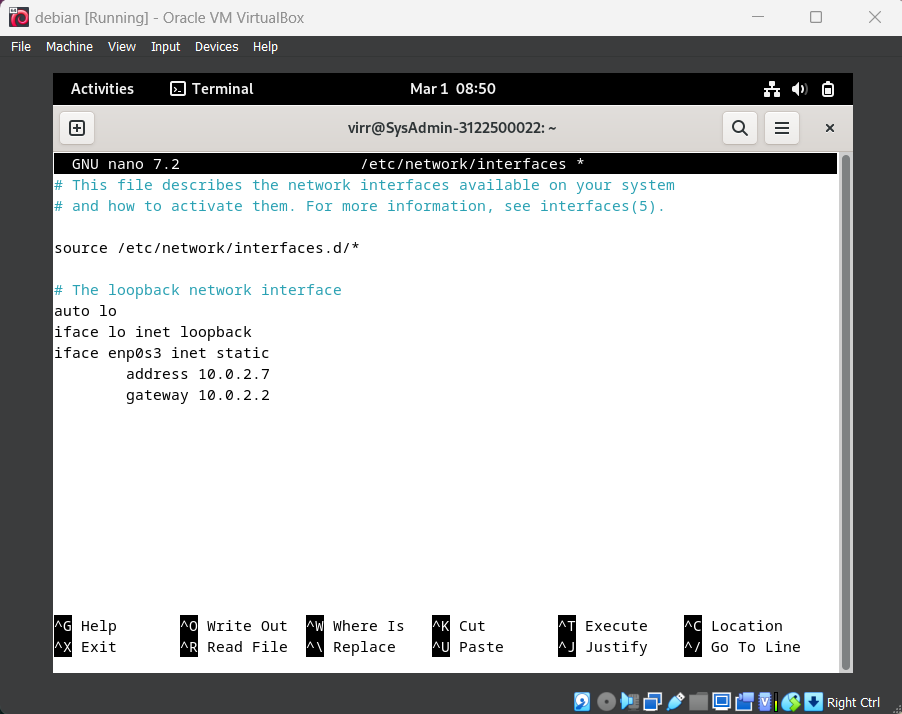 debian [Running] - Oracle VM VirtualBox
File Machine View Input Devices Help
Activities Terminal Mar 1 08:50
virr@SysAdmin-3122500022: ~
GNU nano 7.2 /etc/network/interfaces *
# This file describes the network interfaces available on your system
# and how to activate them. For more information, see interfaces(5).
source /etc/network/interfaces.d/*
# The loopback network interface
auto lo
iface lo inet loopback
iface enp0s3 inet static
address 10.0.2.7
gateway 10.0.2.2
^G Help ^O Write Out ^W Where Is ^K Cut ^T Execute ^C Location
^X Exit ^R Read File ^\ Replace ^U Paste ^J Justify ^/ Go To Line
Right Ctrl